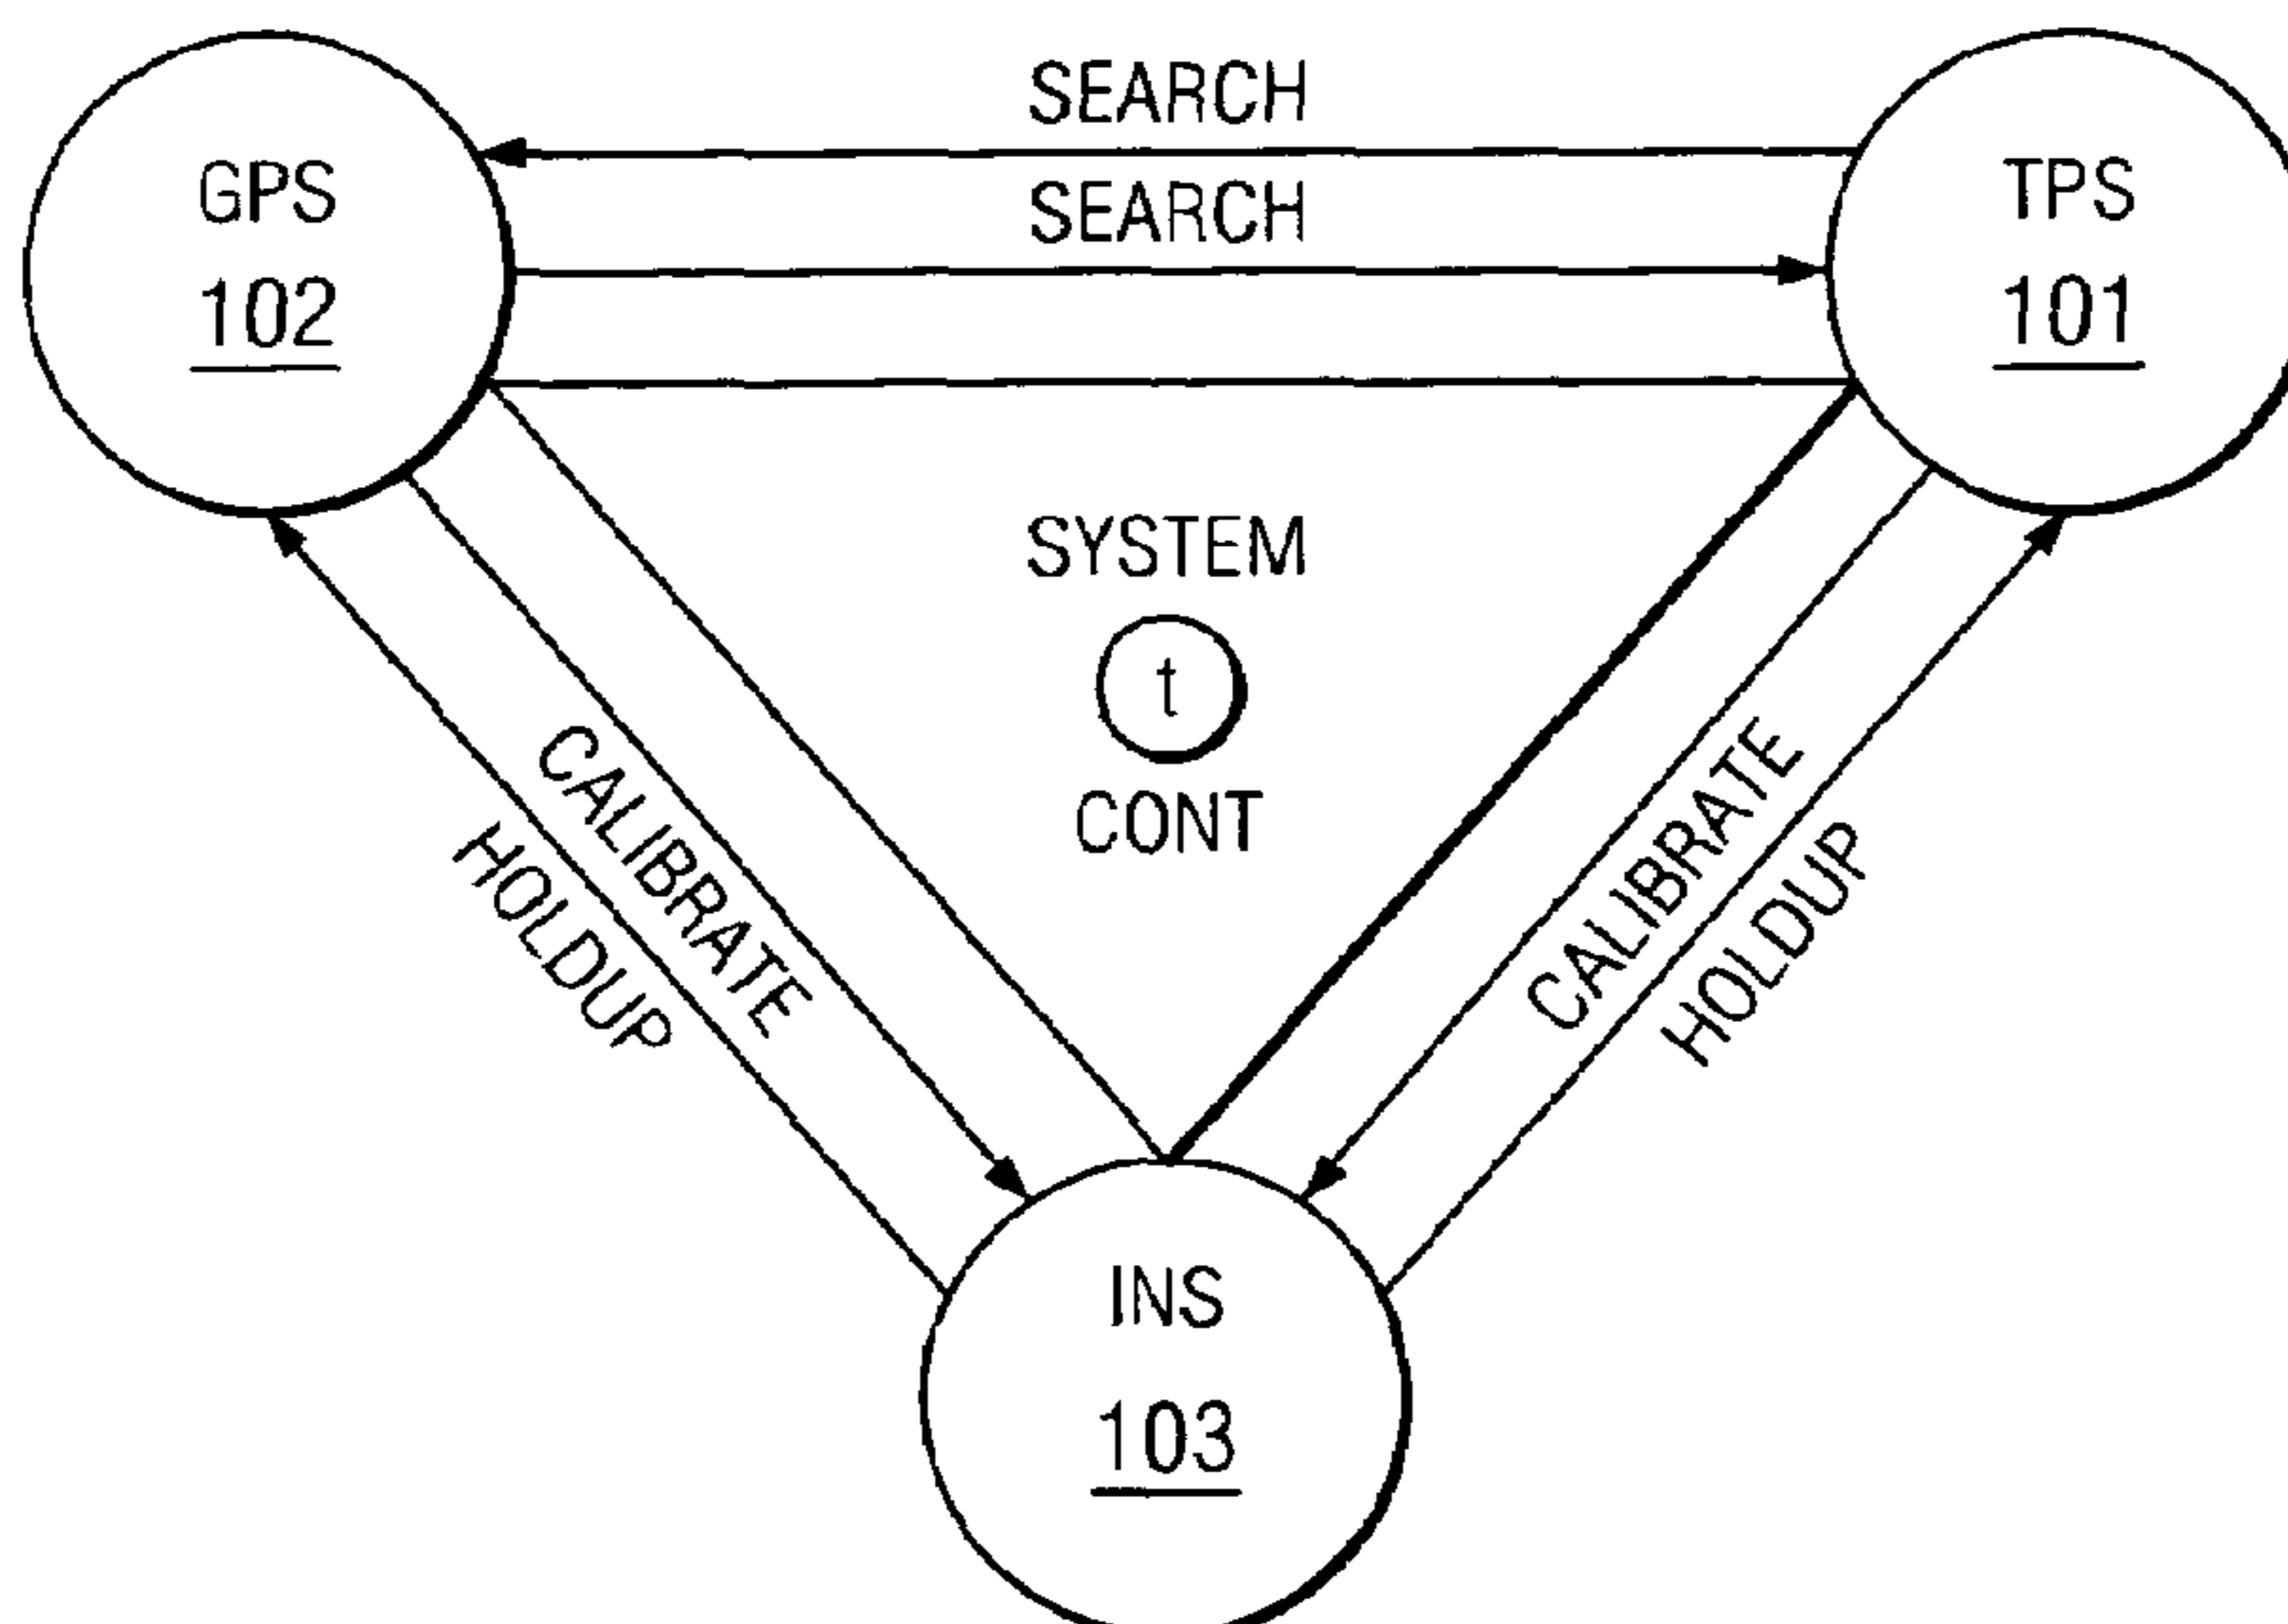 SEARCH
SEARCH
GPS
102
TPS
101
SYSTEM
t
CONT
CALIBRATE
HOLDUP
CALIBRATE
HOLDUP
INS
103